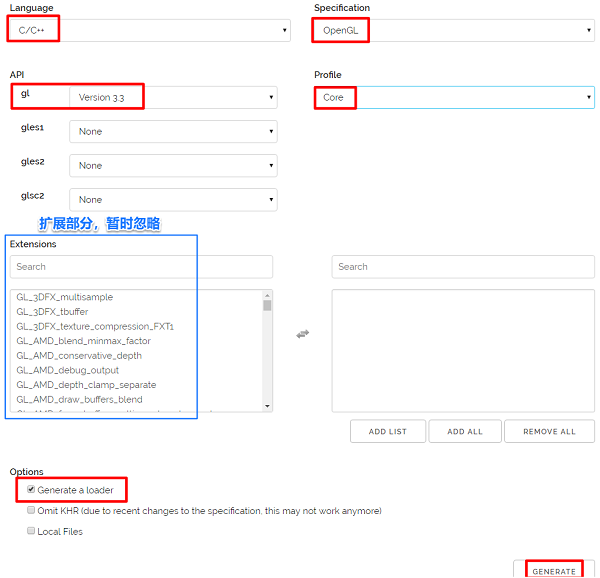 Language
Specification
C/C++
OpenGL
API
Profile
gl
Version 3.3
Core
gles1
None
gles2
None
glsc2
None
扩展部分，暂时忽略
Extensions
Search
Search
GL_3DFX_multisample
GL_3DFX_tbuffer
GL_3DFX_texture_compression_FXT1
GL_AMD_blend_minmax_factor
GL_AMD_conservative_depth
GL_AMD_debug_output
GL_AMD_depth_clamp_separate
GL_AMD_draw_buffers_blend
ADD LIST
ADD ALL
REMOVE ALL
Options
Generate a loader
Omit KHR (due to recent changes to the specification, this may not work anymore)
Local Files
GENERATE